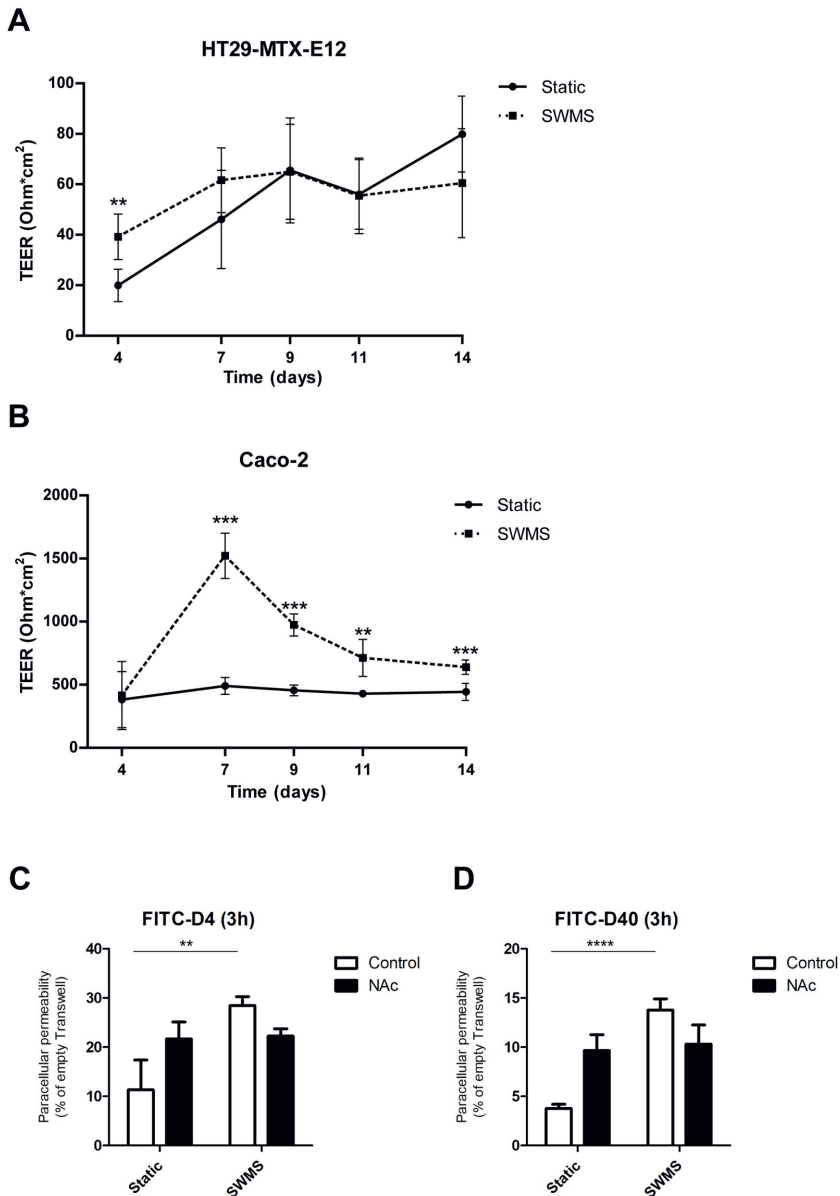 A
HT29-MTX-E12
TEER (Ohm*cm2)
100
80
60
40
20
0
**
4
7
9
11
14
Time (days)
Static
SWMS
B
Caco-2
TEER (Ohm*cm2)
2000
1500
1000
500
0
***
***
**
***
4
7
9
11
14
Time (days)
Static
SWMS
C
FITC-D4 (3h)
Paracellular permeability
(% of empty Transwell)
40
30
20
10
0
**
Static
SWMS
Control
NAc
D
FITC-D40 (3h)
Paracellular permeability
(% of empty Transwell)
20
15
10
5
0
****
Static
SWMS
Control
NAc